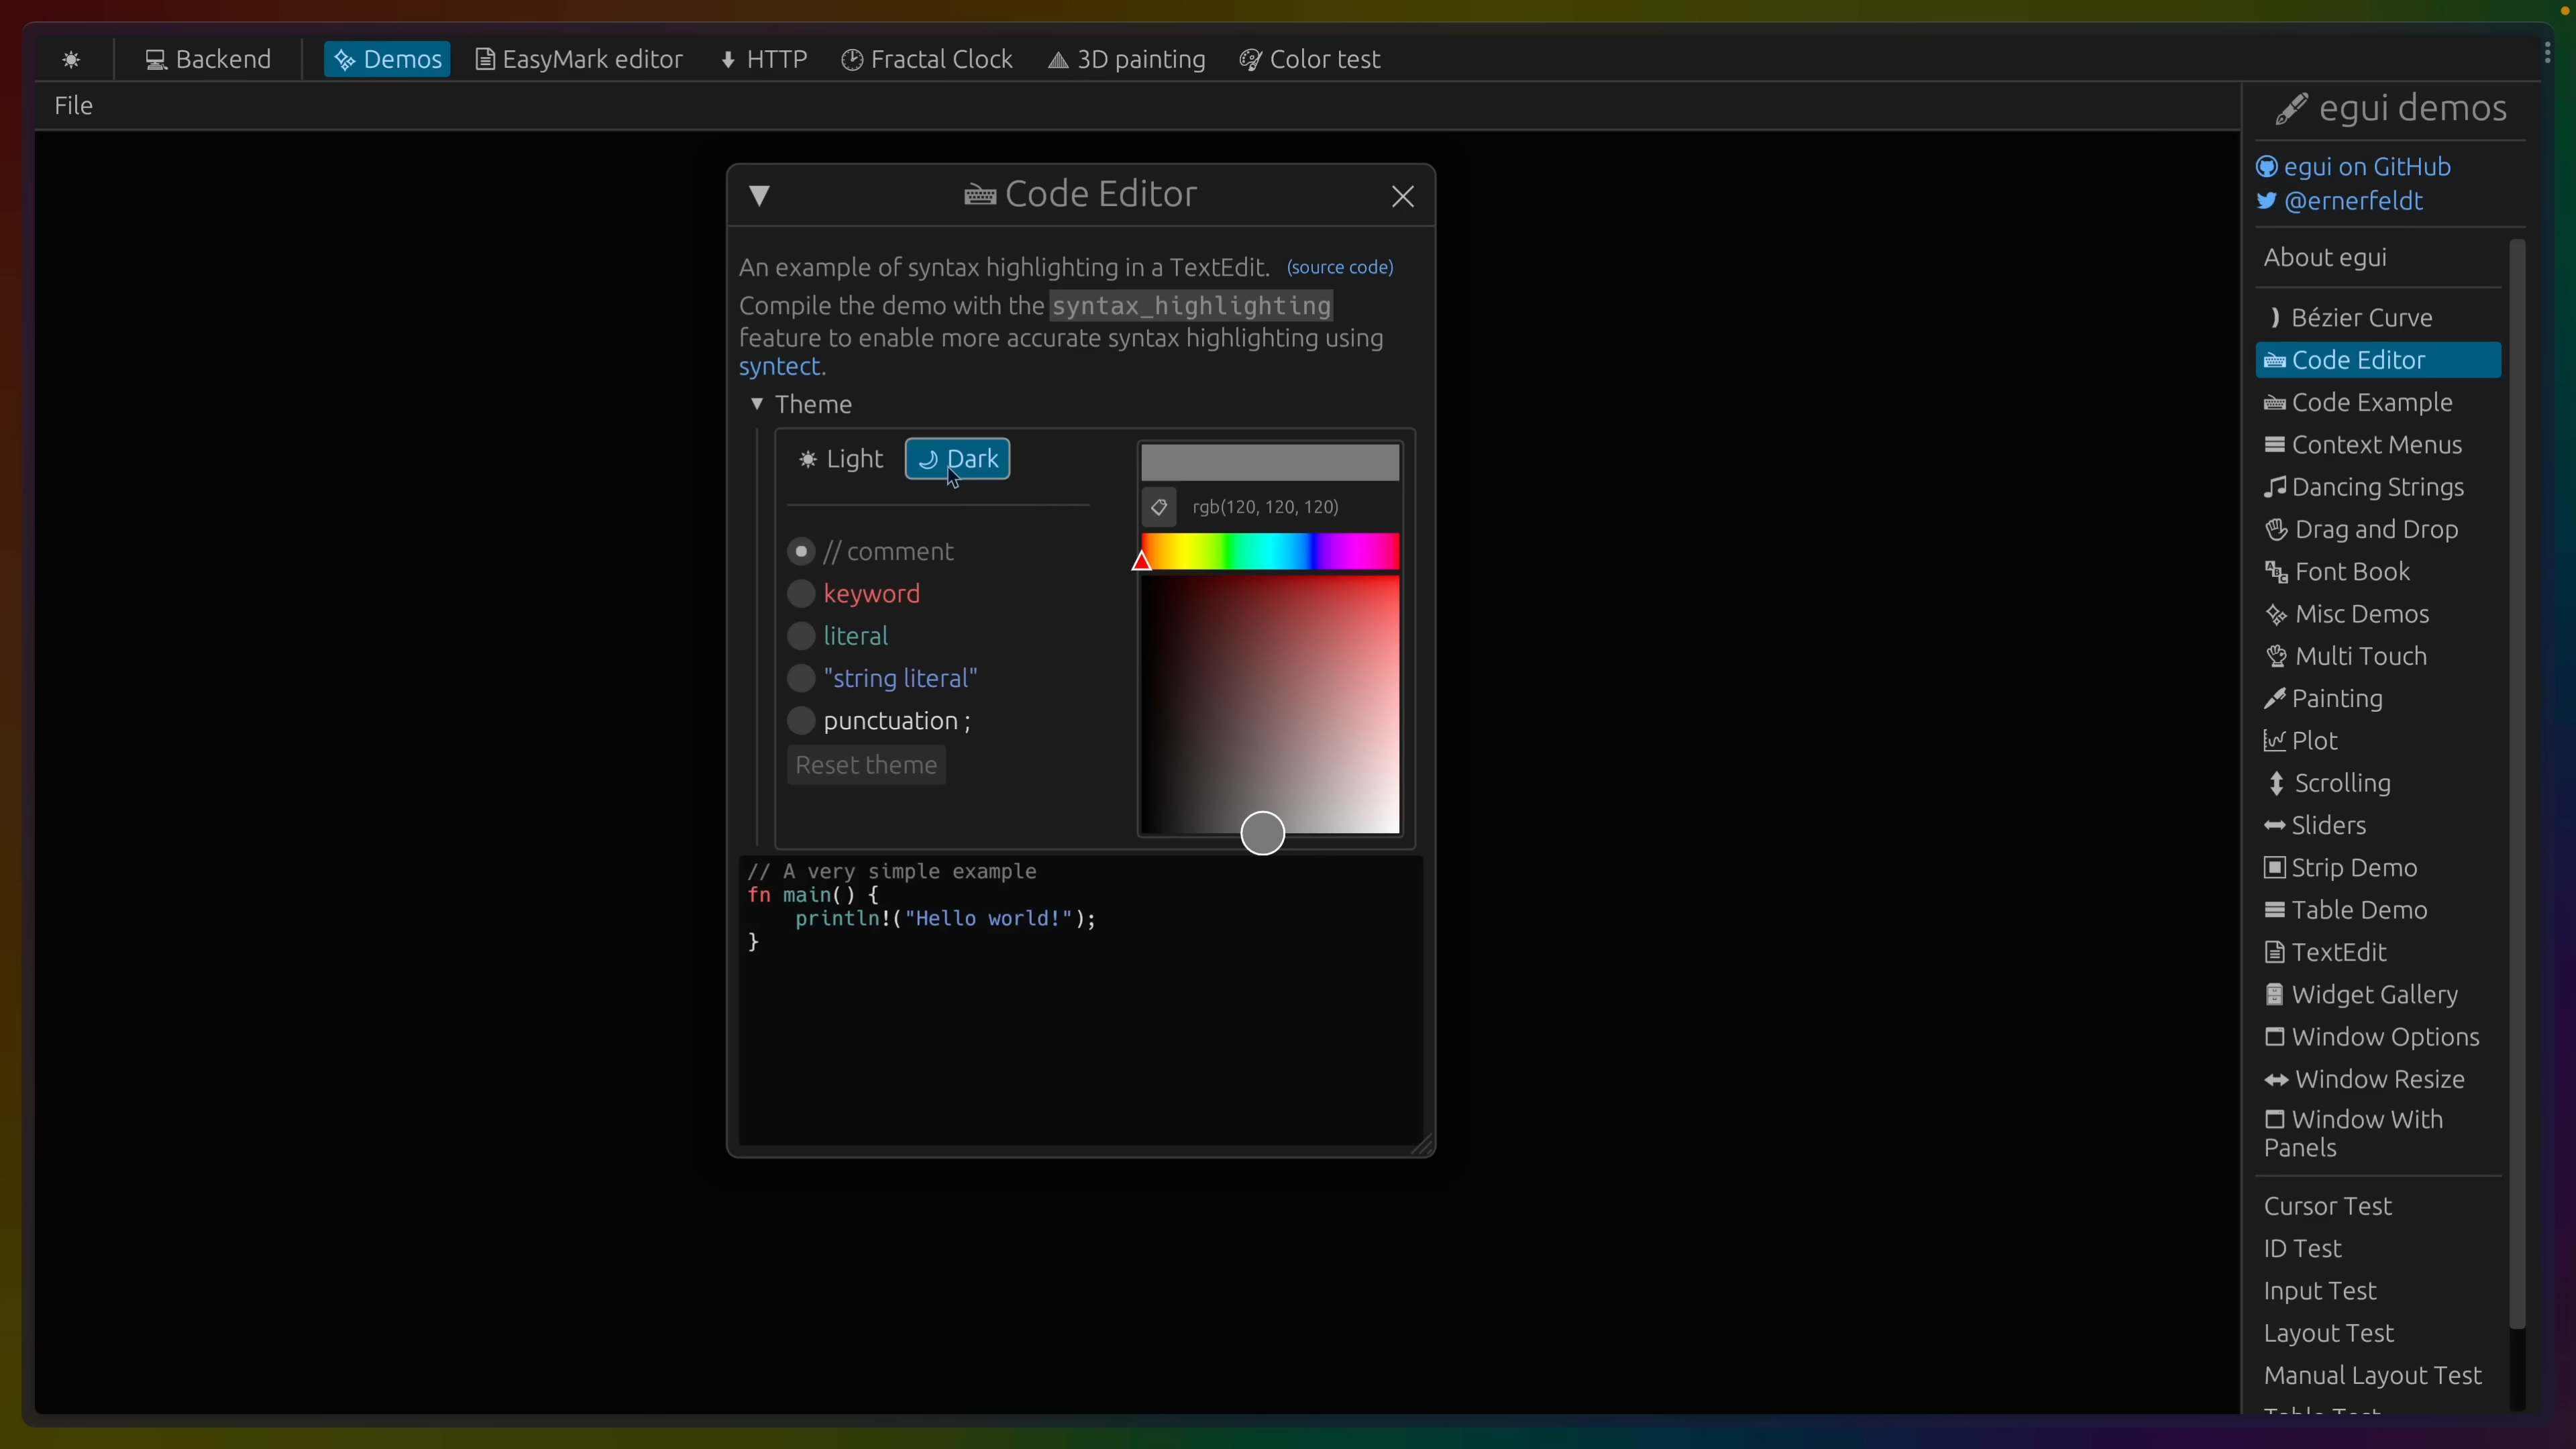 Backend
Demos
EasyMark editor
HTTP
Fractal Clock
3D painting
Color test
File
Code Editor
An example of syntax highlighting in a TextEdit. (source code)
Compile the demo with the syntax_highlighting
feature to enable more accurate syntax highlighting using
syntect.
Theme
Light
Dark
rgb(120, 120, 120)
// comment
keyword
literal
"string literal"
punctuation ;
Reset theme
// A very simple example
fn main() {
    println!("Hello world!");
}
egui demos
egui on GitHub
@ernerfeldt
About egui
Bézier Curve
Code Editor
Code Example
Context Menus
Dancing Strings
Drag and Drop
Font Book
Misc Demos
Multi Touch
Painting
Plot
Scrolling
Sliders
Strip Demo
Table Demo
TextEdit
Widget Gallery
Window Options
Window Resize
Window With
Panels
Cursor Test
ID Test
Input Test
Layout Test
Manual Layout Test